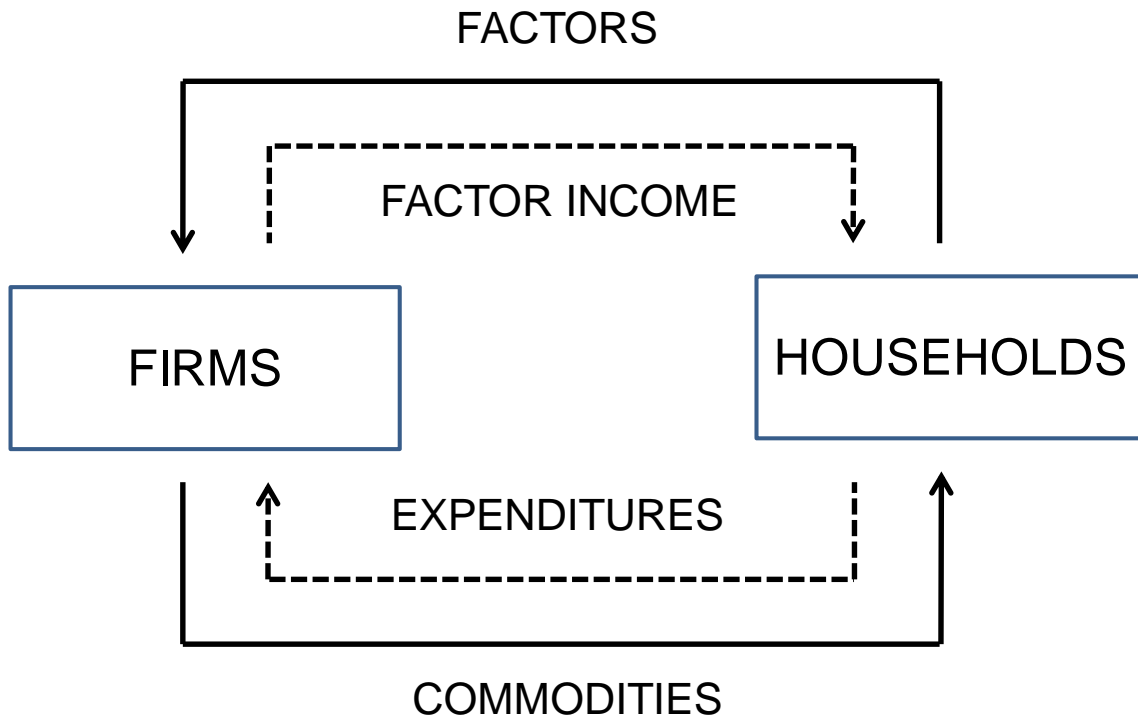 FACTORS
FACTOR INCOME
FIRMS
HOUSEHOLDS
EXPENDITURES
COMMODITIES